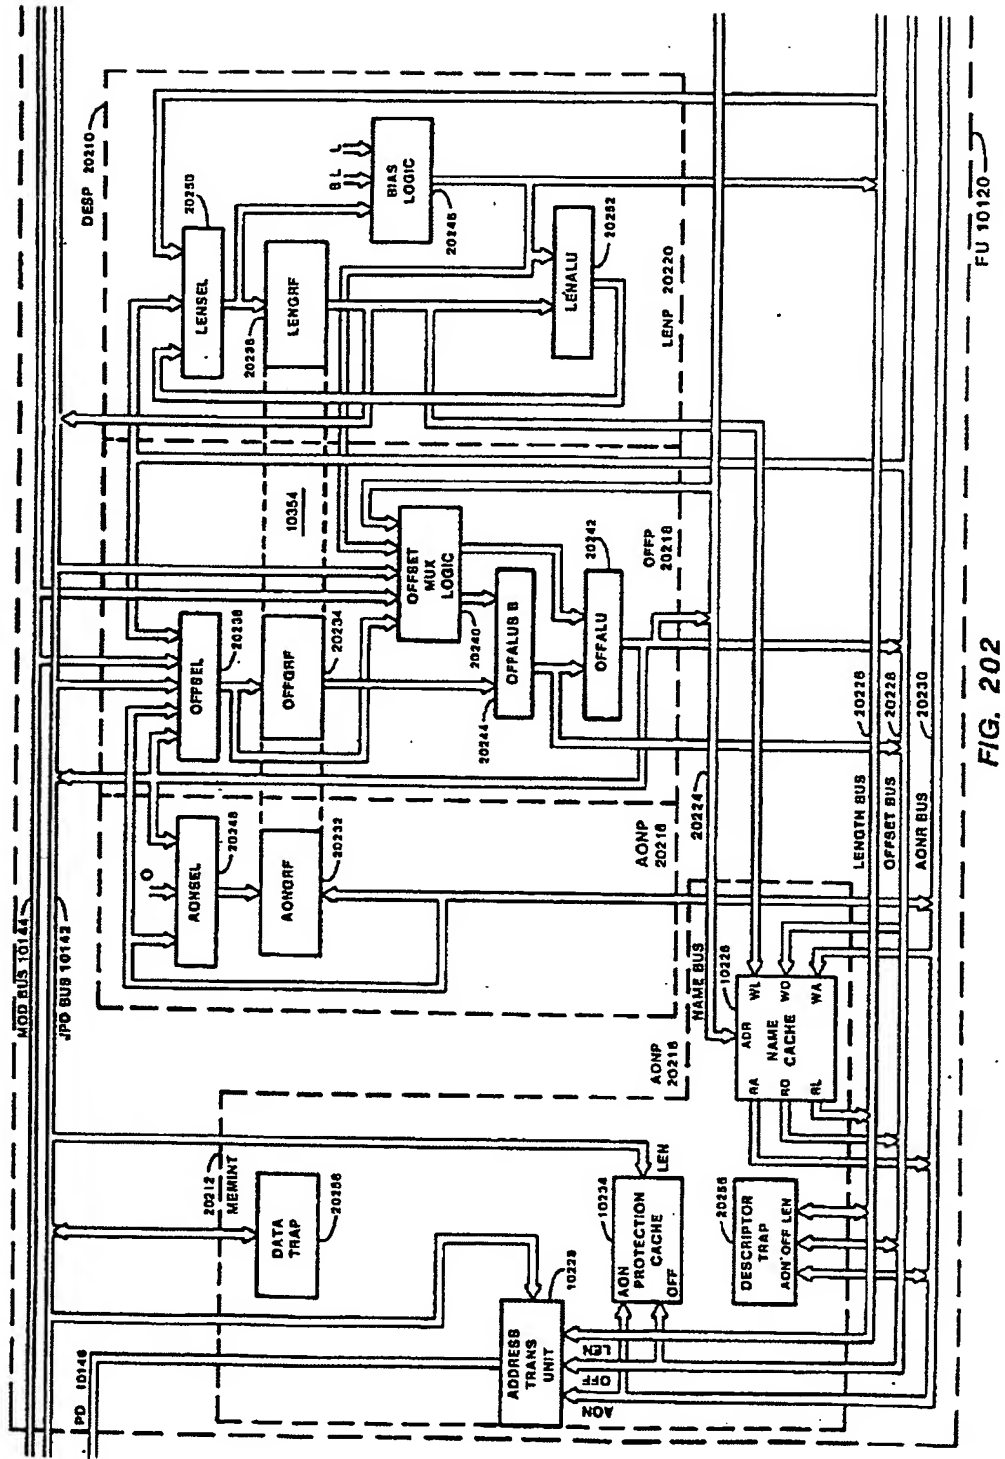 MOD BUS 10144
JPD BUS 10142
PD 10146
DESP 20210
20212
MEMINT
DATA
TRAP
20256
ADDRESS
TRANS
UNIT
10228
AON
OFF
LEN
LEN
10234
AON
PROTECTION
CACHE
OFF
20256
DESCRIPTOR
TRAP
AON
OFF
LEN
AONP
20216
NAME BUS
20224
10226
ADR
NAME
CACHE
RA
RO
RL
WL
WO
WA
0
AONSEL
20248
AONGRF
20232
AONP
20216
OFFSEL
20238
OFFGRF
20234
10354
OFFSET
MUX
LOGIC
20240
OFFALUS B
20244
OFFALU
20242
OFFP
20218
LENSEL
20250
LENGRF
20236
B L
L
BIAS
LOGIC
20246
LENALU
20252
LENP 20220
LENGTH BUS
20226
OFFSET BUS
20228
AONR BUS
20230
FU 10120
FIG. 202